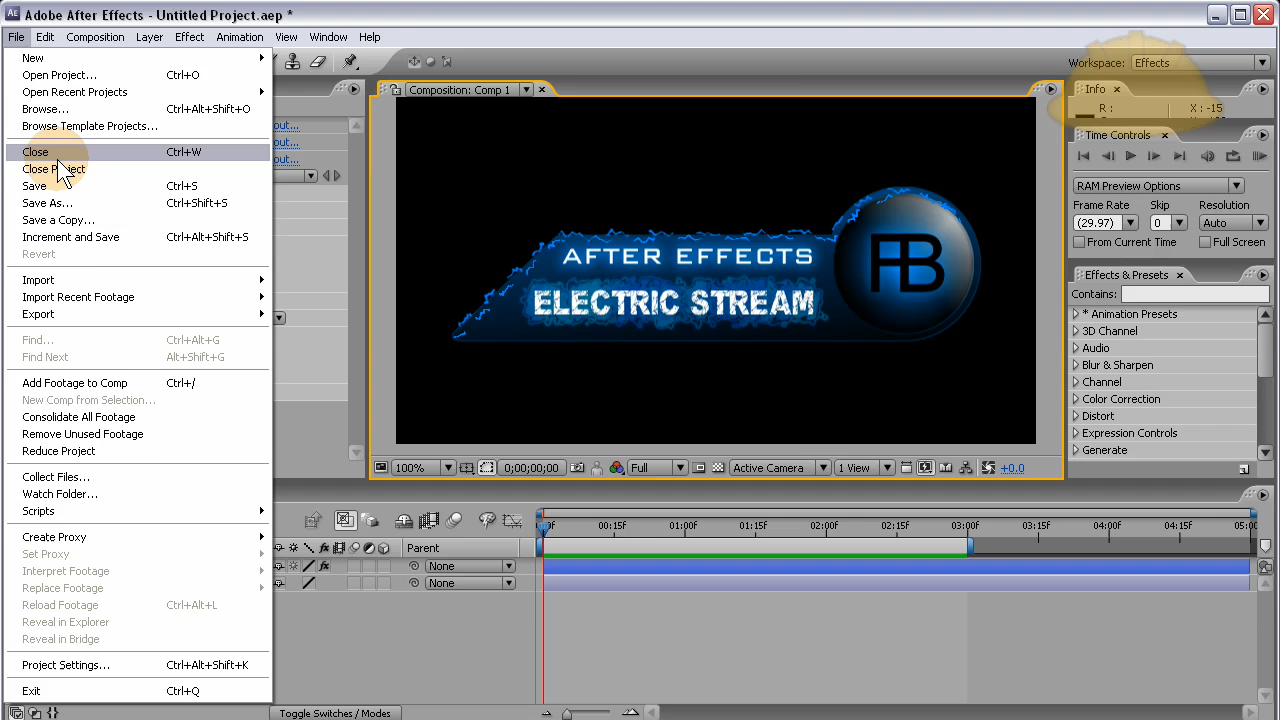 Adobe After Effects - Untitled Project.aep *
File Edit Composition Layer Effect Animation View Window Help
New
Open Project... Ctrl+O
Open Recent Projects
Browse... Ctrl+Alt+Shift+O
Browse Template Projects...
Close Ctrl+W
Close Project
Save Ctrl+S
Save As... Ctrl+Shift+S
Save a Copy...
Increment and Save Ctrl+Alt+Shift+S
Revert
Import
Import Recent Footage
Export
Find... Ctrl+Alt+G
Find Next Alt+Shift+G
Add Footage to Comp Ctrl+/
New Comp from Selection...
Consolidate All Footage
Remove Unused Footage
Reduce Project
Collect Files...
Watch Folder...
Scripts
Create Proxy
Set Proxy
Interpret Footage
Replace Footage
Reload Footage Ctrl+Alt+L
Reveal in Explorer
Reveal in Bridge
Project Settings... Ctrl+Alt+Shift+K
Exit Ctrl+Q
out...
out...
out...
Composition: Comp 1
AFTER EFFECTS
ELECTRIC STREAM
FB
100% 0;00;00;00 Full Active Camera 1 View +0.0
Workspace: Effects
Info
R : X : -15
Time Controls
RAM Preview Options
Frame Rate Skip Resolution
(29.97) 0 Auto
From Current Time Full Screen
Effects & Presets
Contains:
* Animation Presets
3D Channel
Audio
Blur & Sharpen
Channel
Color Correction
Distort
Expression Controls
Generate
00:15F 01:00F 01:15F 02:00F 02:15F 03:00F 03:15F 04:00F 04:15F 05:0
Parent
None
None
Toggle Switches / Modes